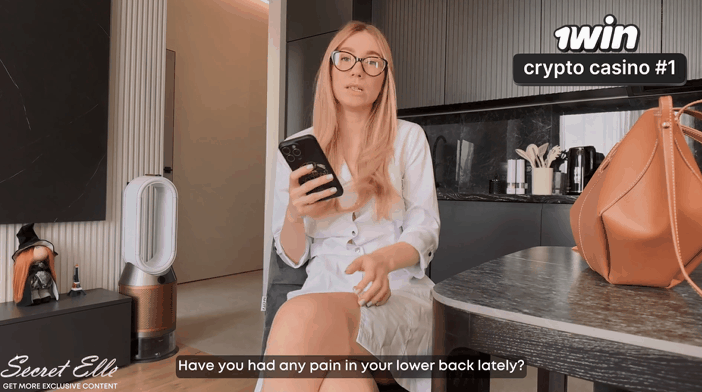 1win
crypto casino #1
Secret Ells
GET MORE EXCLUSIVE CONTENT
Have you had any pain in your lower back lately?